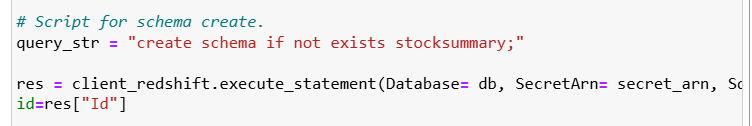 # Script for schema create.
query_str = "create schema if not exists stocksummary;"
res = client_redshift.execute_statement(Database= db, SecretArn= secret_arn,
id=res["Id"]